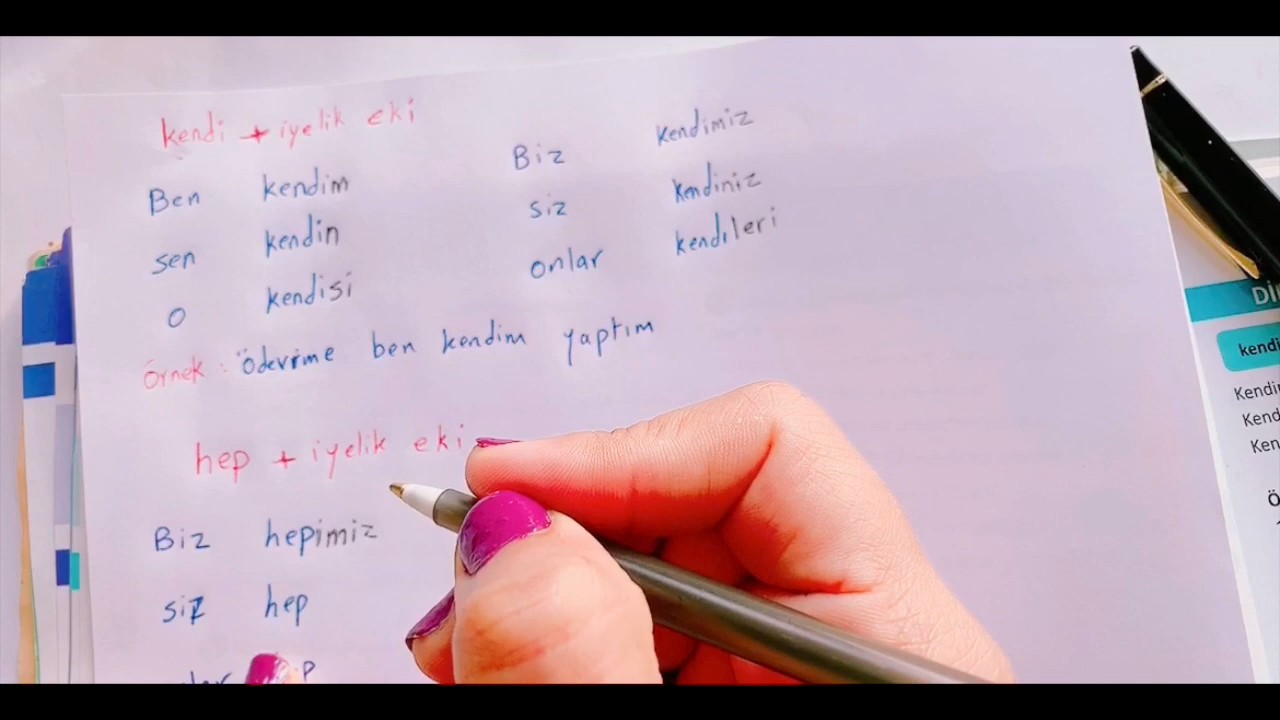 kendi + iyelik eki
Ben kendim
sen kendin
o kendisi
Biz kendimiz
siz kendiniz
onlar kendileri
Örnek : Ödevime ben kendim yaptım
hep + iyelik eki
Biz hepimiz
siz hep
kendi